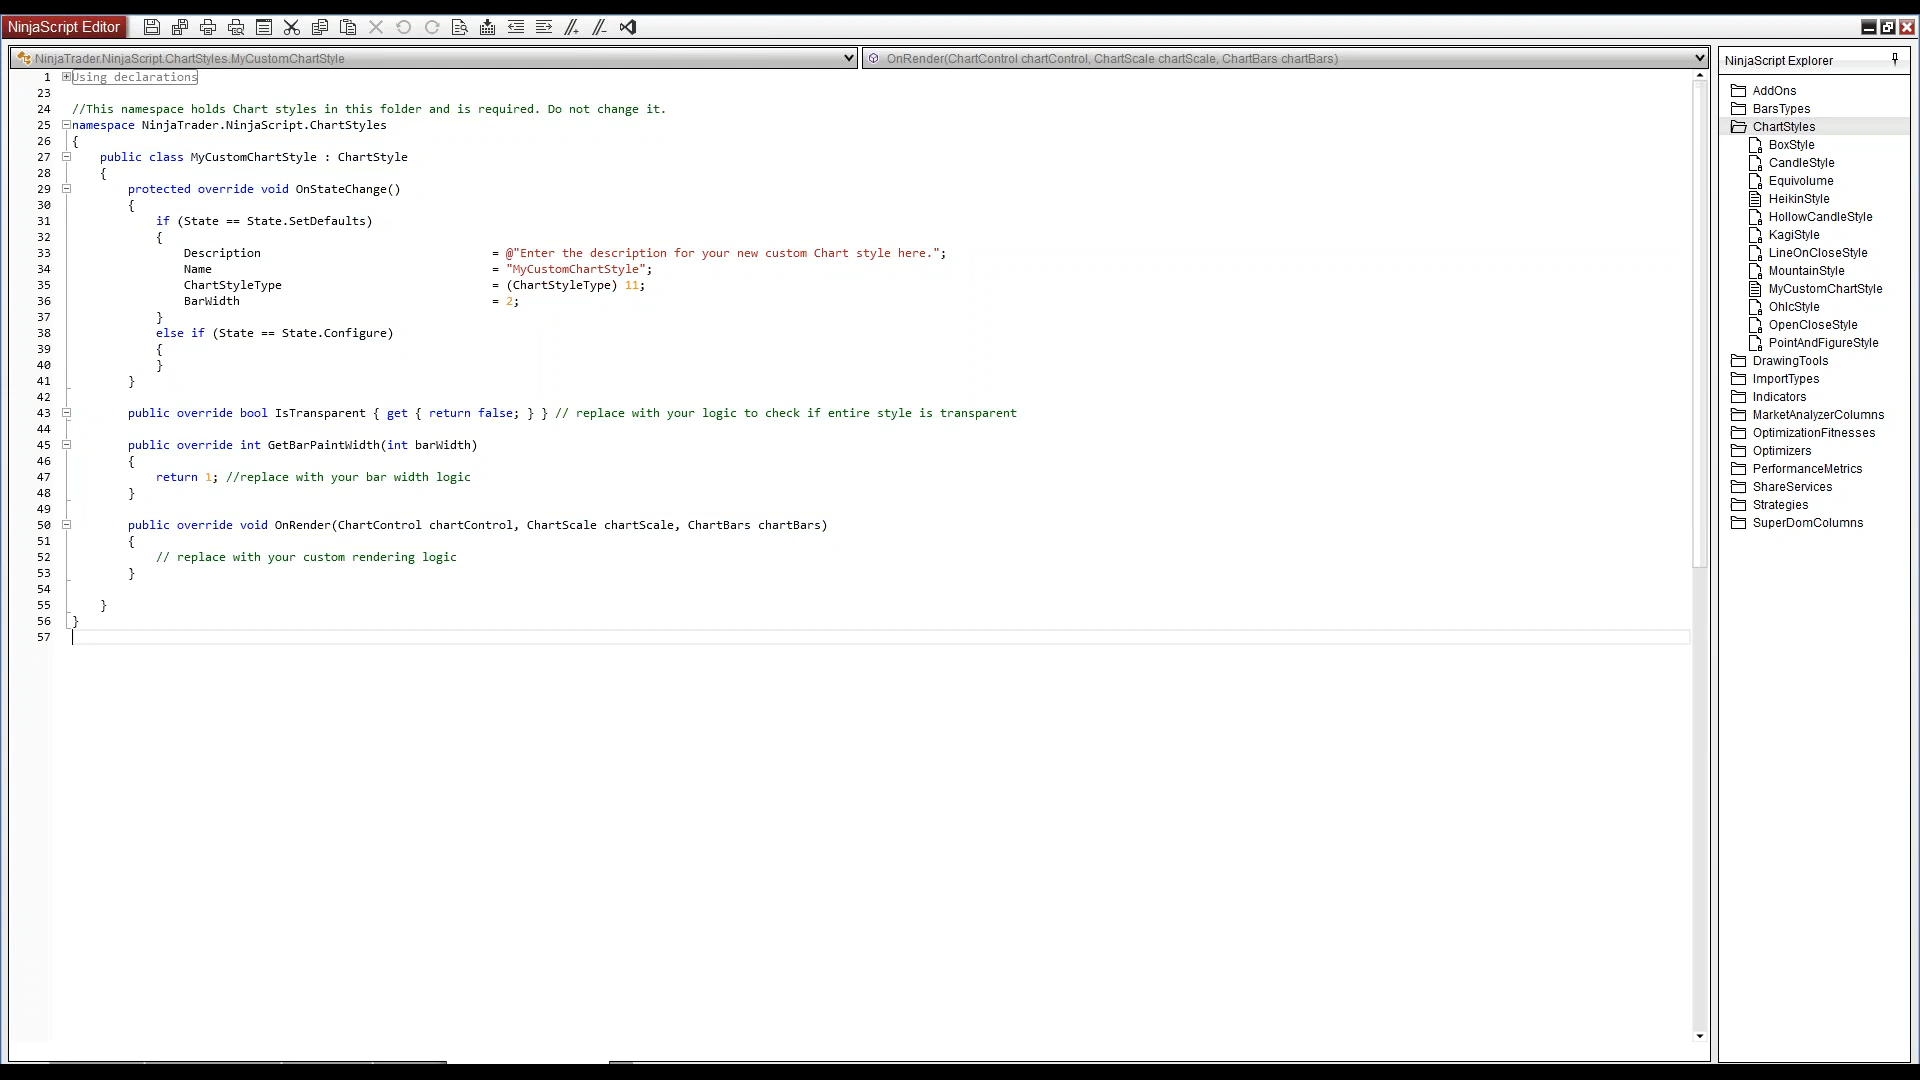 NinjaScript Editor
NinjaTrader.NinjaScript.ChartStyles.MyCustomChartStyle
OnRender(ChartControl chartControl, ChartScale chartScale, ChartBars chartBars)
1 Using declarations
23
24 //This namespace holds Chart styles in this folder and is required. Do not change it.
25 namespace NinjaTrader.NinjaScript.ChartStyles
26 {
27 public class MyCustomChartStyle : ChartStyle
28 {
29 protected override void OnStateChange()
30 {
31 if (State == State.SetDefaults)
32 {
33 Description = @"Enter the description for your new custom Chart style here.";
34 Name = "MyCustomChartStyle";
35 ChartStyleType = (ChartStyleType) 11;
36 BarWidth = 2;
37 }
38 else if (State == State.Configure)
39 {
40 }
41 }
42
43 public override bool IsTransparent { get { return false; } } // replace with your logic to check if entire style is transparent
44
45 public override int GetBarPaintWidth(int barWidth)
46 {
47 return 1; //replace with your bar width logic
48 }
49
50 public override void OnRender(ChartControl chartControl, ChartScale chartScale, ChartBars chartBars)
51 {
52 // replace with your custom rendering logic
53 }
54
55 }
56 }
57
NinjaScript Explorer
AddOns
BarsTypes
ChartStyles
BoxStyle
CandleStyle
Equivolume
HeikinStyle
HollowCandleStyle
KagiStyle
LineOnCloseStyle
MountainStyle
MyCustomChartStyle
OhlcStyle
OpenCloseStyle
PointAndFigureStyle
DrawingTools
ImportTypes
Indicators
MarketAnalyzerColumns
OptimizationFitnesses
Optimizers
PerformanceMetrics
ShareServices
Strategies
SuperDomColumns